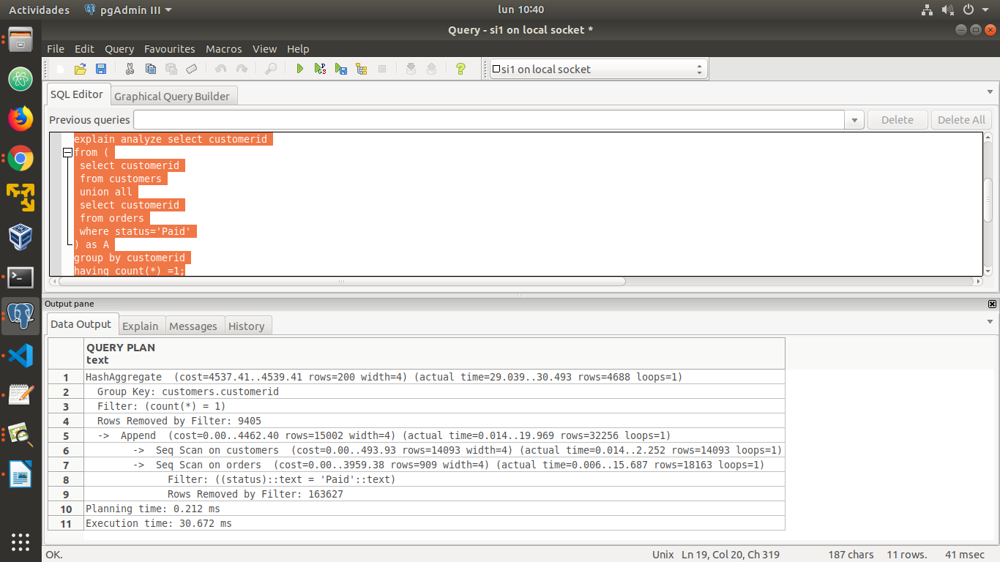 Actividades pgAdmin III lun 10:40
Query - si1 on local socket *
File Edit Query Favourites Macros View Help
si1 on local socket
SQL Editor Graphical Query Builder
Previous queries Delete Delete All
explain analyze select customerid
from (
select customerid
from customers
union all
select customerid
from orders
where status='Paid'
) as A
group by customerid
having count(*) =1;
Output pane
Data Output Explain Messages History
QUERY PLAN
text
1 HashAggregate (cost=4537.41..4539.41 rows=200 width=4) (actual time=29.039..30.493 rows=4688 loops=1)
2 Group Key: customers.customerid
3 Filter: (count(*) = 1)
4 Rows Removed by Filter: 9405
5 -> Append (cost=0.00..4462.40 rows=15002 width=4) (actual time=0.014..19.969 rows=32256 loops=1)
6 -> Seq Scan on customers (cost=0.00..493.93 rows=14093 width=4) (actual time=0.014..2.252 rows=14093 loops=1)
7 -> Seq Scan on orders (cost=0.00..3959.38 rows=909 width=4) (actual time=0.006..15.687 rows=18163 loops=1)
8 Filter: ((status)::text = 'Paid'::text)
9 Rows Removed by Filter: 163627
10 Planning time: 0.212 ms
11 Execution time: 30.672 ms
OK. Unix Ln 19, Col 20, Ch 319 187 chars 11 rows. 41 msec